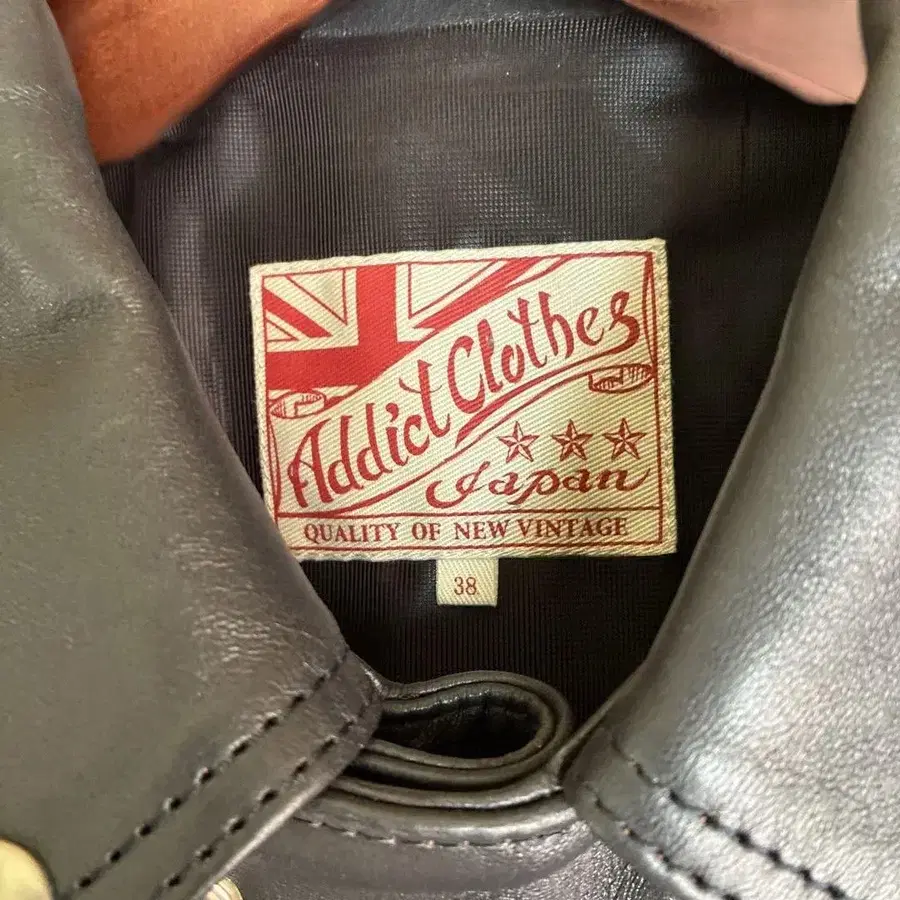 Addict Clothes
Japan
QUALITY OF NEW VINTAGE
38